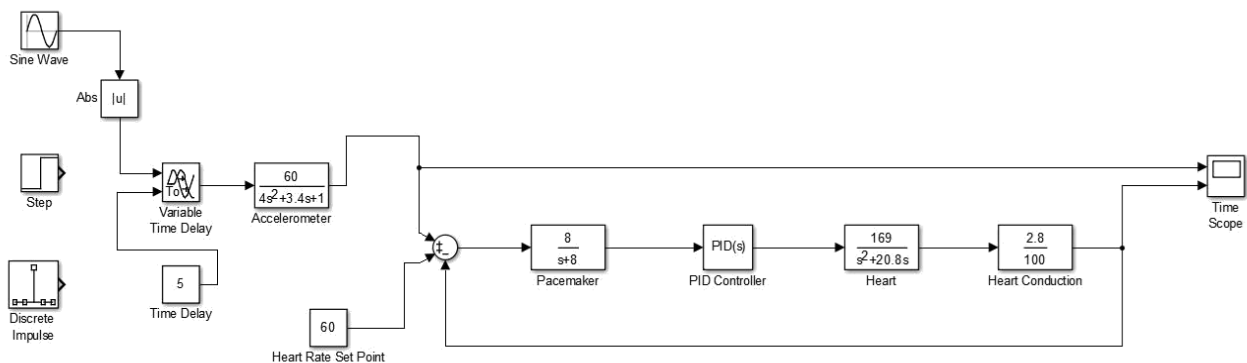 Sine Wave
Abs
|u|
Step
To
Variable
Time Delay
60
4s2+3.4s+1
Accelerometer
Time
Scope
8
s+8
Pacemaker
PID(s)
PID Controller
169
s2+20.8s
Heart
2.8
100
Heart Conduction
5
Time Delay
Discrete
Impulse
60
Heart Rate Set Point